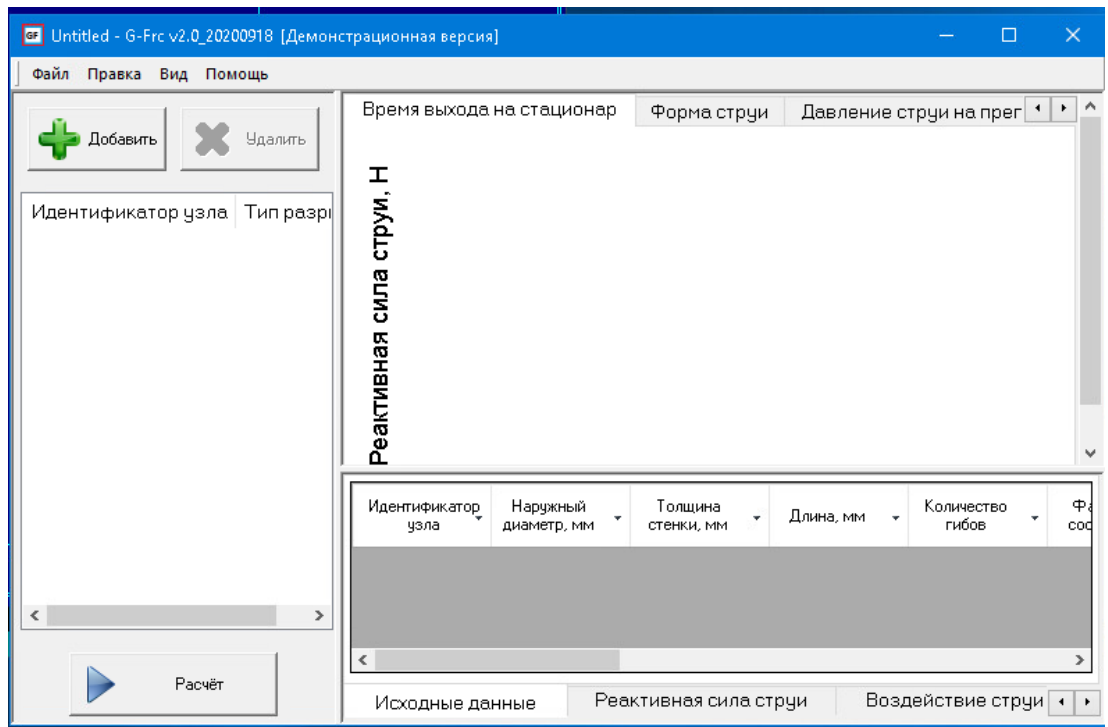 GF Untitled - G-Frc v2.0_20200918 [Демонстрационная версия]
Файл Правка Вид Помощь
Добавить Удалить
Идентификатор узла Тип
Расчёт
Время выхода на стационар Форма струи Давление струи на
Реактивная сила струи, Н
Идентификатор узла
Наружный диаметр, мм
Толщина стенки, мм
Длина, мм
Количество гибов
Исходные данные Реактивная сила струи Воздействие струи